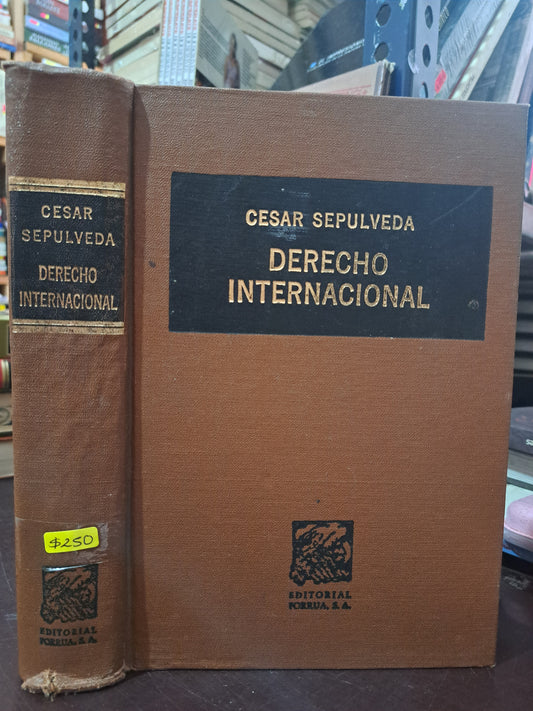 CESAR
SEPULVEDA
DERECHO
INTERNACIONAL
$250
EDITORIAL
PORRUA, S. A.
CESAR SEPULVEDA
DERECHO
INTERNACIONAL
EDITORIAL
PORRUA, S. A.